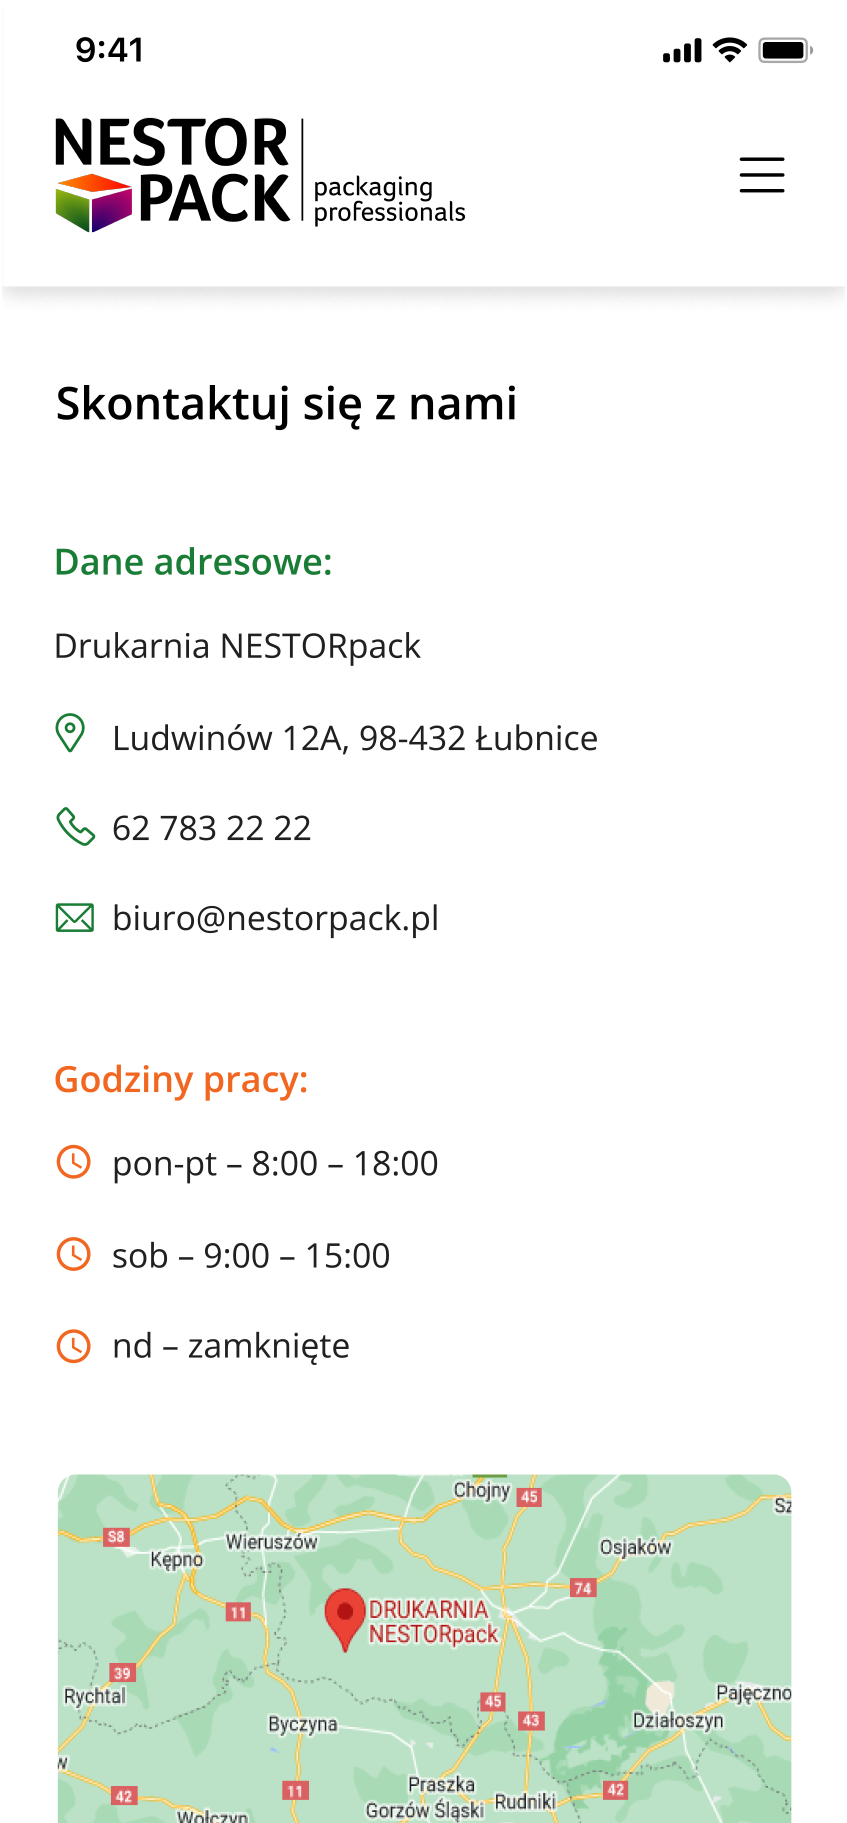 9:41
NESTOR
PACK
packaging
professionals
Skontaktuj się z nami
Dane adresowe:
Drukarnia NESTORpack
Ludwinów 12A, 98-432 Łubnice
62 783 22 22
biuro@nestorpack.pl
Godziny pracy:
pon-pt – 8:00 – 18:00
sob – 9:00 – 15:00
nd – zamknięte
Chojny
45
Sz
S8
Wieruszów
Osjaków
Kępno
74
11
DRUKARNIA
NESTORpack
39
Rychtal
45
Pajęczno
43
Działoszyn
Byczyna
w
42
11
Praszka
42
Gorzów Śląski
Rudniki
Wołczyn